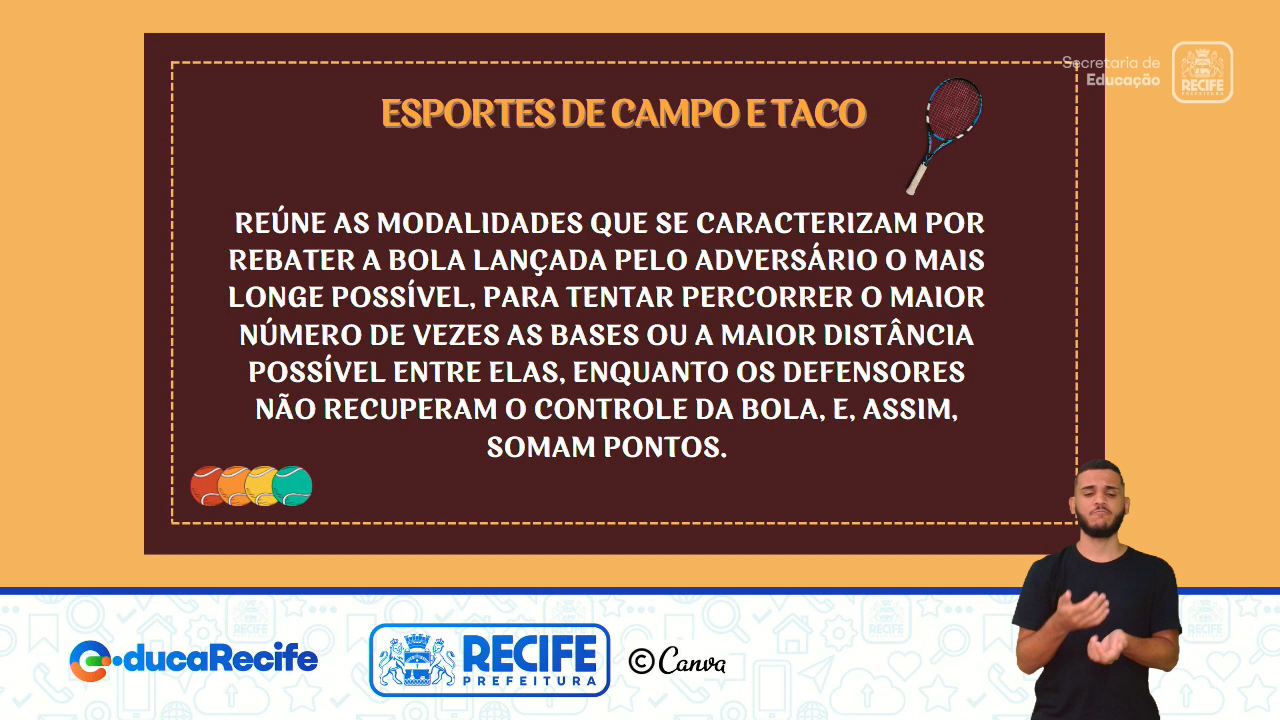 Secretaria de
Educação
RECIFE
PREFEITURA
ESPORTES DE CAMPO E TACO
REÚNE AS MODALIDADES QUE SE CARACTERIZAM POR
REBATER A BOLA LANÇADA PELO ADVERSÁRIO O MAIS
LONGE POSSÍVEL, PARA TENTAR PERCORRER O MAIOR
NÚMERO DE VEZES AS BASES OU A MAIOR DISTÂNCIA
POSSÍVEL ENTRE ELAS, ENQUANTO OS DEFENSORES
NÃO RECUPERAM O CONTROLE DA BOLA, E, ASSIM,
SOMAM PONTOS.
ducaRecife
RECIFE
PREFEITURA
© Canva